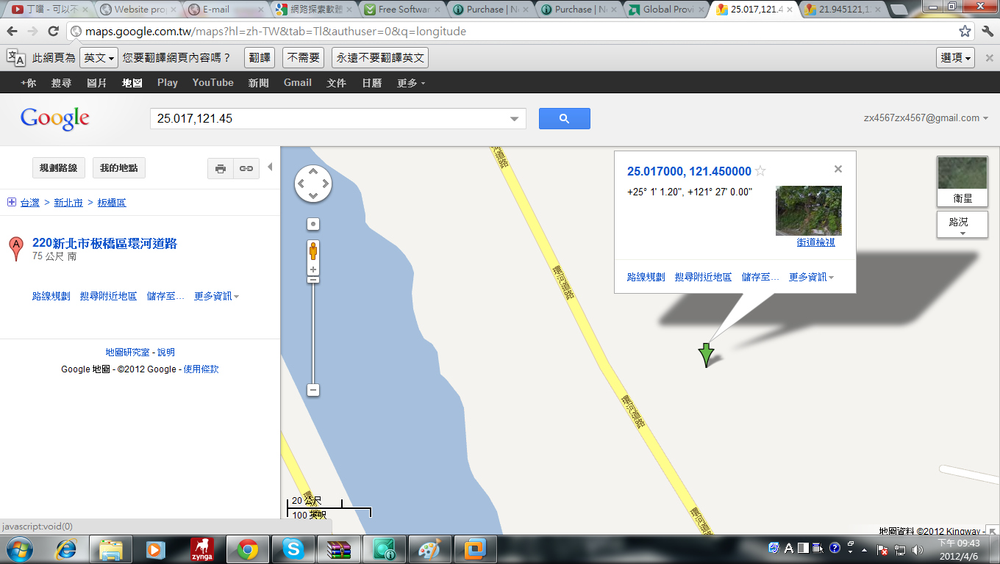 丁噹 - 可以不
Website prop
E-mail
網路探索軟體
Free Softwar
Purchase | Ne
Purchase | Ne
Global Provi
25.017,121.4
21.945121,1
maps.google.com.tw/maps?hl=zh-TW&tab=Tl&authuser=0&q=longitude
此網頁為 英文 您要翻譯網頁內容嗎? 翻譯 不需要 永遠不要翻譯英文 選項
+你 搜尋 圖片 地圖 Play YouTube 新聞 Gmail 文件 日曆 更多
Google
25.017,121.45
zx4567zx4567@gmail.com
規劃路線 我的地點
台灣 > 新北市 > 板橋區
A
220新北市板橋區環河道路
75 公尺 南
路線規劃 搜尋附近地區 儲存至... 更多資訊
地圖研究室 - 說明
Google 地圖 - ©2012 Google - 使用條款
25.017000, 121.450000
+25° 1' 1.20", +121° 27' 0.00"
街道檢視
路線規劃 搜尋附近地區 儲存至... 更多資訊
衛星
路況
河道路
環河道路
環河道路
環河道路
20 公尺
100 英呎
地圖資料 ©2012 Kingway -
javascript:void(0)
zynga
A
下午 09:43
2012/4/6